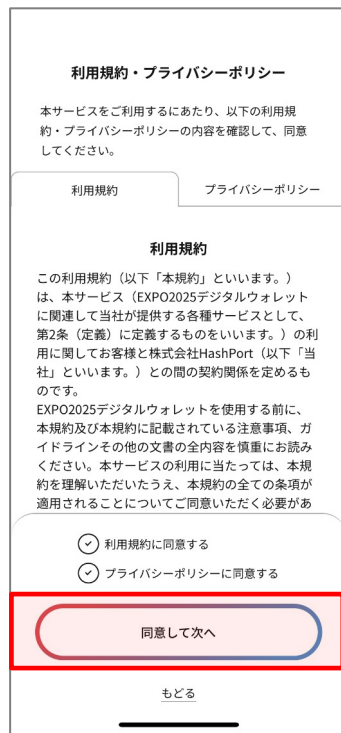 利用規約・プライバシーポリシー
本サービスをご利用するにあたり、以下の利用規
約・プライバシーポリシーの内容を確認して、同意
してください。
利用規約
プライバシーポリシー
利用規約
この利用規約（以下「本規約」といいます。）
は、本サービス（EXPO2025デジタルウォレット
に関連して当社が提供する各種サービスとして、
第2条（定義）に定義するものをいいます。）の利
用に関してお客様と株式会社HashPort（以下「当
社」といいます。）との間の契約関係を定めるも
のです。
EXPO2025デジタルウォレットを使用する前に、
本規約及び本規約に記載されている注意事項、ガ
イドラインその他の文書の全内容を慎重にお読み
ください。本サービスの利用に当たっては、本規
約を理解いただいたうえ、本規約の全ての条項が
適用されることについてご同意いただく必要があ
利用規約に同意する
プライバシーポリシーに同意する
同意して次へ
もどる